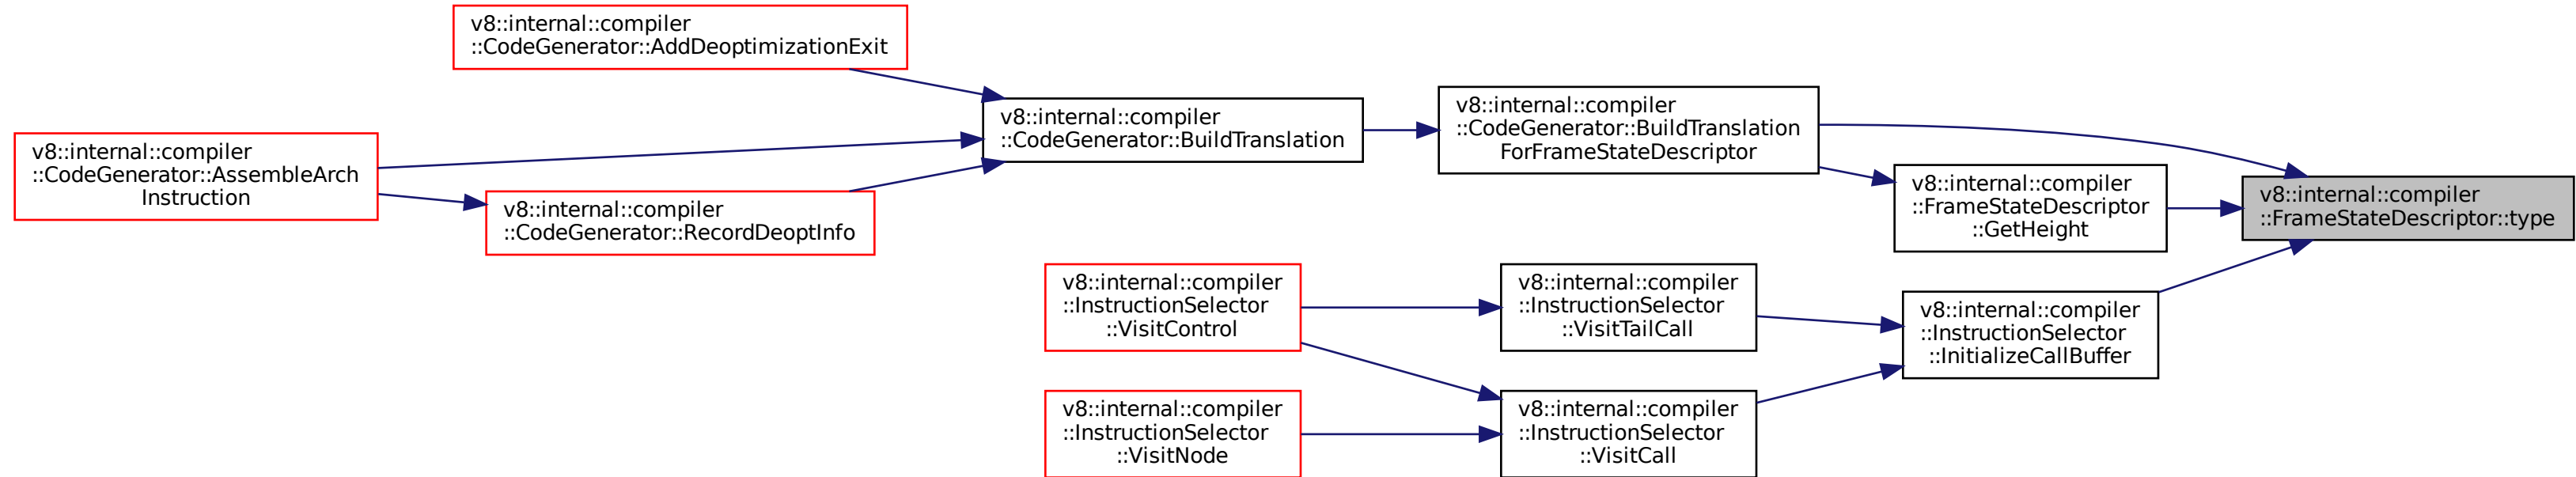 v8::internal::compiler
::CodeGenerator::AddDeoptimizationExit
v8::internal::compiler
::CodeGenerator::AssembleArch
Instruction
v8::internal::compiler
::CodeGenerator::RecordDeoptInfo
v8::internal::compiler
::CodeGenerator::BuildTranslation
v8::internal::compiler
::CodeGenerator::BuildTranslation
ForFrameStateDescriptor
v8::internal::compiler
::FrameStateDescriptor
::GetHeight
v8::internal::compiler
::FrameStateDescriptor::type
v8::internal::compiler
::InstructionSelector
::VisitControl
v8::internal::compiler
::InstructionSelector
::VisitTailCall
v8::internal::compiler
::InstructionSelector
::InitializeCallBuffer
v8::internal::compiler
::InstructionSelector
::VisitNode
v8::internal::compiler
::InstructionSelector
::VisitCall